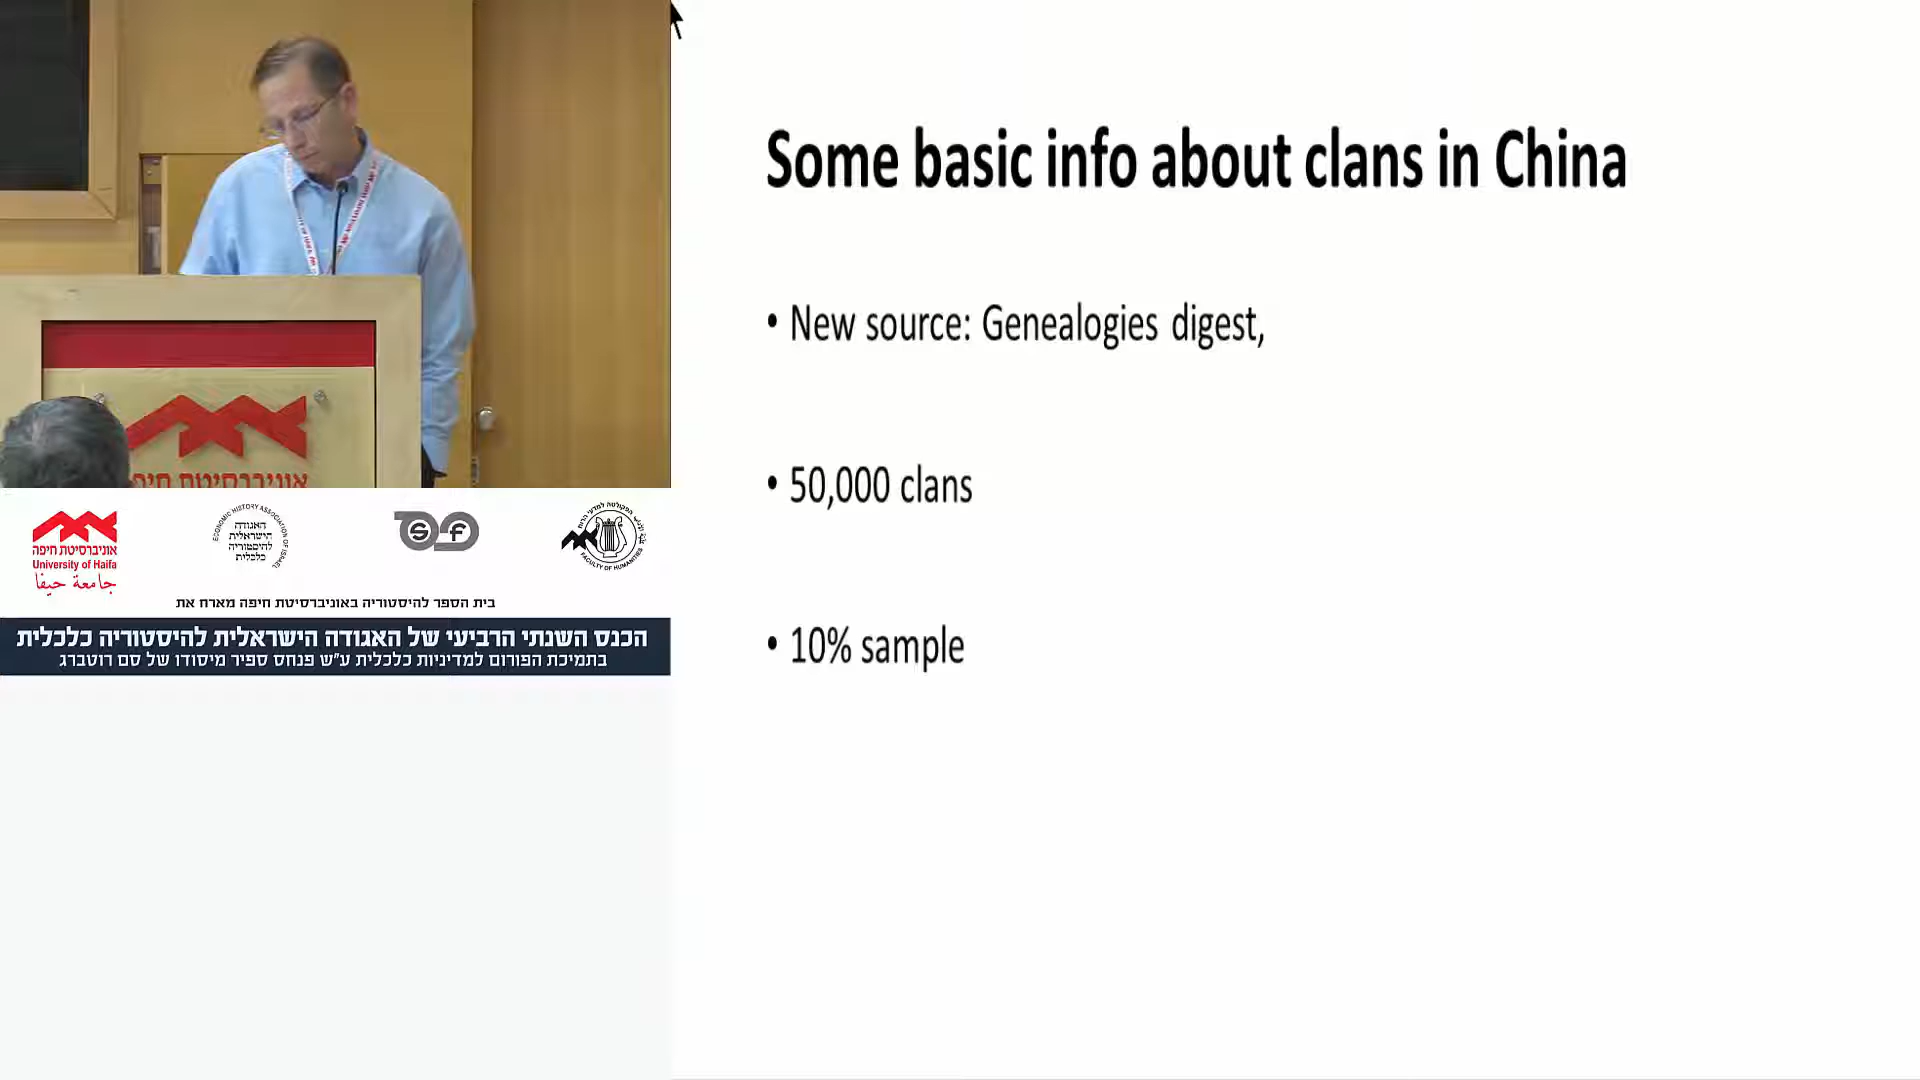 Some basic info about clans in China
• New source: Genealogies digest,
• 50,000 clans
• 10% sample
אוניברסיטת חיפה
אוניברסיטת חיפה
University of Haifa
جامعة حيفا
ECONOMIC HISTORY ASSOCIATION OF ISRAEL
האגודה
הישראלית
להיסטוריה
כלכלית
SF
הפקולטה למדעי הרוח
FACULTY OF HUMANITIES
בית הספר להיסטוריה באוניברסיטת חיפה מארח את
הכנס השנתי הרביעי של האגודה הישראלית להיסטוריה כלכלית
בתמיכת הפורום למדיניות כלכלית ע"ש פנחס ספיר מיסודו של סם רוטברג